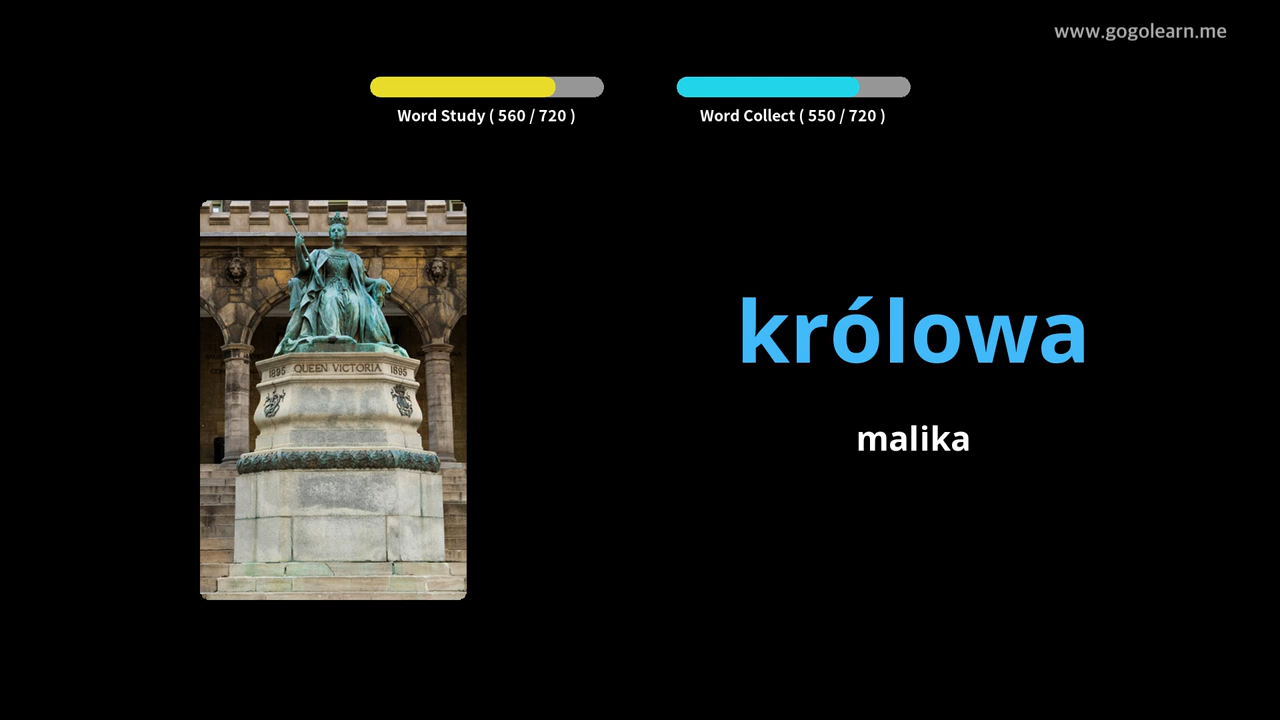 www.gogolearn.me
Word Study ( 560 / 720 )
Word Collect ( 550 / 720 )
1895 QUEEN VICTORIA 1895
królowa
malika